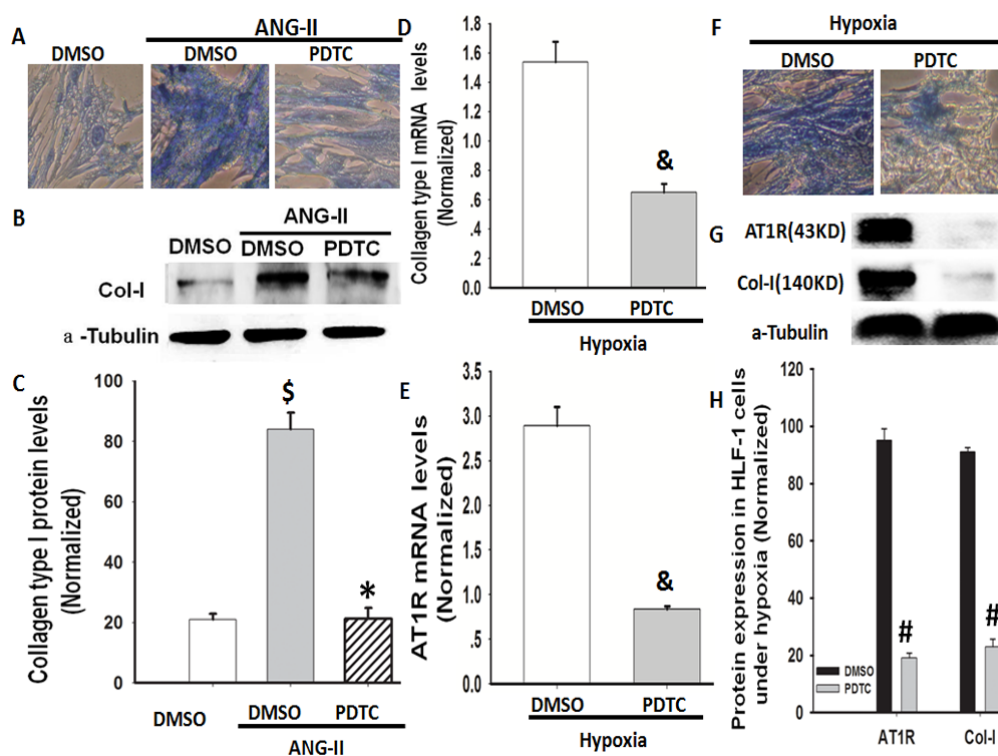 A
ANG-II
DMSO
DMSO
PDTC
B
ANG-II
DMSO
DMSO
PDTC
Col-I
a -Tubulin
C
Collagen type I protein levels
(Normalized)
100
80
60
40
20
0
$
*
DMSO
DMSO
PDTC
ANG-II
D
Collagen type I mRNA levels
(Normalized)
1.8
1.6
1.4
1.2
1.0
.8
.6
.4
.2
0.0
&
DMSO
PDTC
Hypoxia
E
AT1R mRNA levels
(Normalized)
3.5
3.0
2.5
2.0
1.5
1.0
.5
0.0
&
DMSO
PDTC
Hypoxia
F
Hypoxia
DMSO
PDTC
G
AT1R(43KD)
Col-I(140KD)
a-Tubulin
H
Protein expression in HLF-1 cells
under hypoxia (Normalized)
120
100
80
60
40
20
0
#
#
DMSO
PDTC
AT1R
Col-I